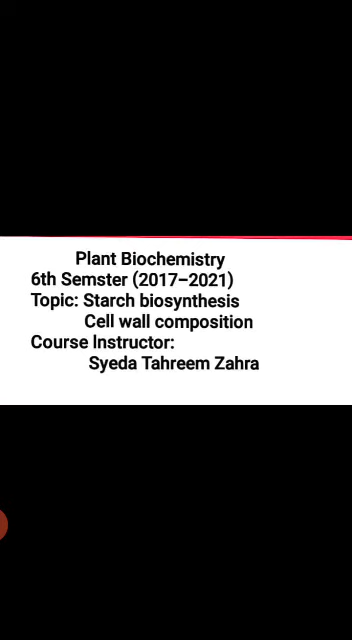 Plant Biochemistry
6th Semster (2017–2021)
Topic: Starch biosynthesis
Cell wall composition
Course Instructor:
Syeda Tahreem Zahra